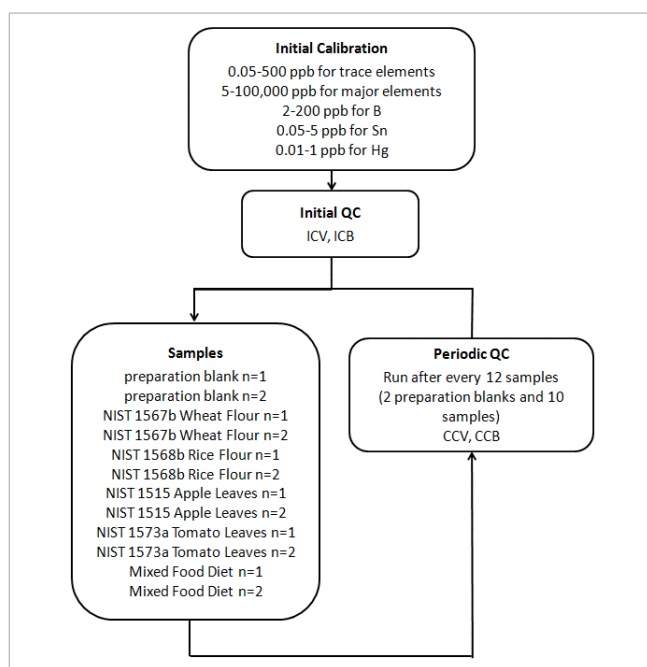 Initial Calibration
0.05-500 ppb for trace elements
5-100,000 ppb for major elements
2-200 ppb for B
0.05-5 ppb for Sn
0.01-1 ppb for Hg
Initial QC
ICV, ICB
Samples
preparation blank n=1
preparation blank n=2
NIST 1567b Wheat Flour n=1
NIST 1567b Wheat Flour n=2
NIST 1568b Rice Flour n=1
NIST 1568b Rice Flour n=2
NIST 1515 Apple Leaves n=1
NIST 1515 Apple Leaves n=2
NIST 1573a Tomato Leaves n=1
NIST 1573a Tomato Leaves n=2
Mixed Food Diet n=1
Mixed Food Diet n=2
Periodic QC
Run after every 12 samples
(2 preparation blanks and 10
samples)
CCV, CCB